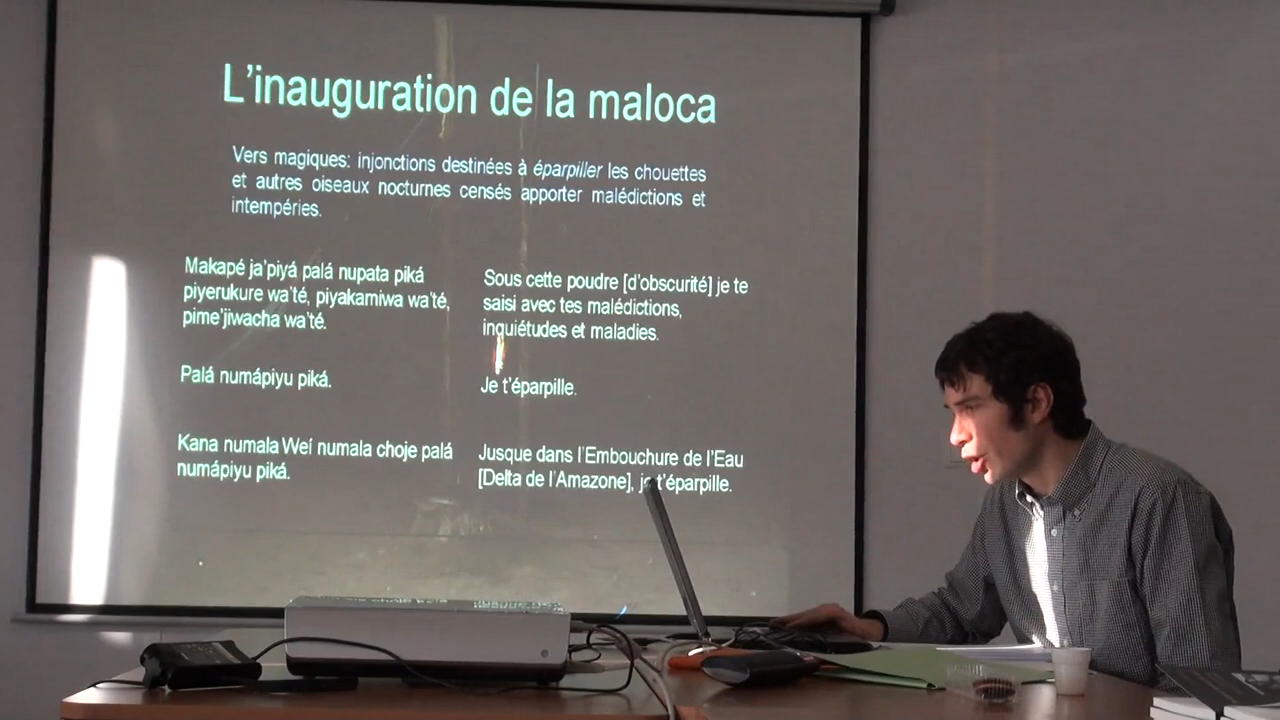 L'inauguration de la maloca
Vers magiques: injonctions destinées à éparpiller les chouettes
et autres oiseaux nocturnes censés apporter malédictions et
intempéries.
Makapé ja'piyá palá nupata piká
piyerukure wa'té, piyakamiwa wa'té,
pime'jiwacha wa'té.
Sous cette poudre [d'obscurité] je te
saisi avec tes malédictions,
inquiétudes et maladies.
Palá numápiyu piká.
Je t'éparpille.
Kana numala Weí numala choje palá
numápiyu piká.
Jusque dans l'Embouchure de l'Eau
[Delta de l'Amazone], je t'éparpille.